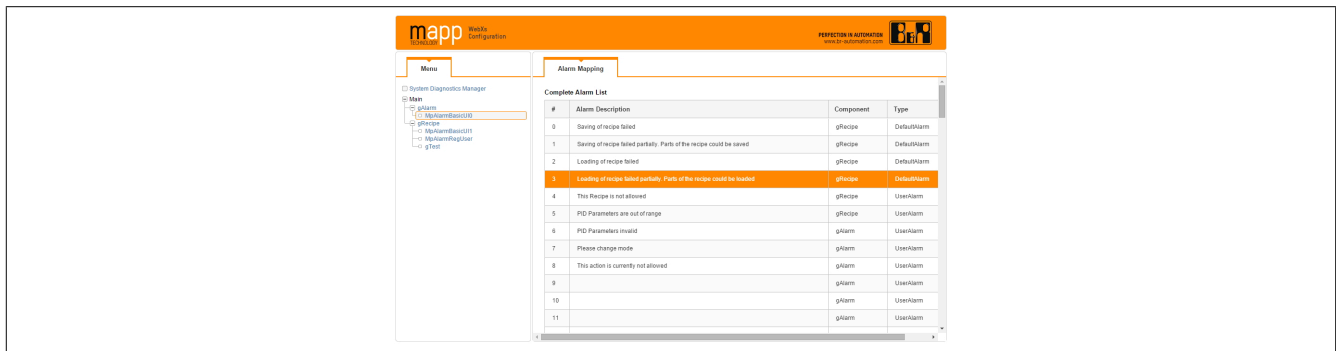 mapp WebXs
TECHNOLOGY Configuration
PERFECTION IN AUTOMATION
www.br-automation.com
B&R
Menu
System Diagnostics Manager
Main
gAlarm
MpAlarmBasicUI0
gRecipe
MpAlarmBasicUI1
MpAlarmRegUser
gTest
Alarm Mapping
Complete Alarm List
# Alarm Description Component Type
0 Saving of recipe failed gRecipe DefaultAlarm
1 Saving of recipe failed partially. Parts of the recipe could be saved gRecipe DefaultAlarm
2 Loading of recipe failed gRecipe DefaultAlarm
3 Loading of recipe failed partially. Parts of the recipe could be loaded gRecipe DefaultAlarm
4 This Recipe is not allowed gRecipe UserAlarm
5 PID Parameters are out of range gRecipe UserAlarm
6 PID Parameters invalid gAlarm UserAlarm
7 Please change mode gAlarm UserAlarm
8 This action is currently not allowed gAlarm UserAlarm
9 gAlarm UserAlarm
10 gAlarm UserAlarm
11 gAlarm UserAlarm